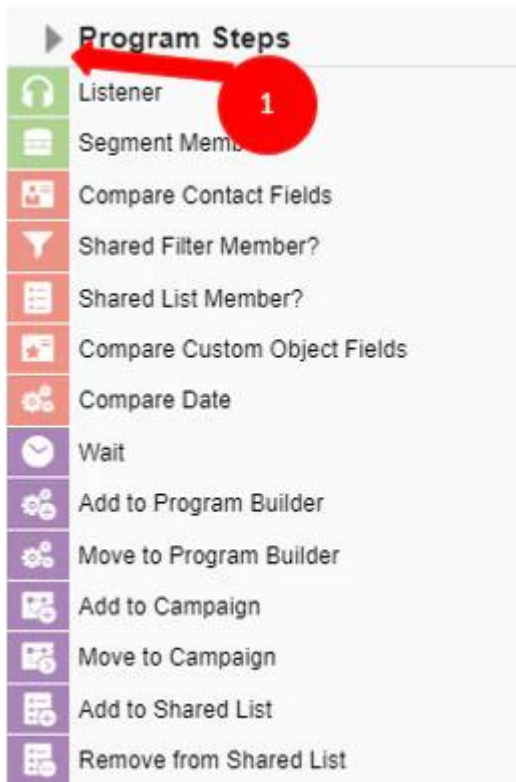 Program Steps
Listener
1
Segment Memb
Compare Contact Fields
Shared Filter Member?
Shared List Member?
Compare Custom Object Fields
Compare Date
Wait
Add to Program Builder
Move to Program Builder
Add to Campaign
Move to Campaign
Add to Shared List
Remove from Shared List